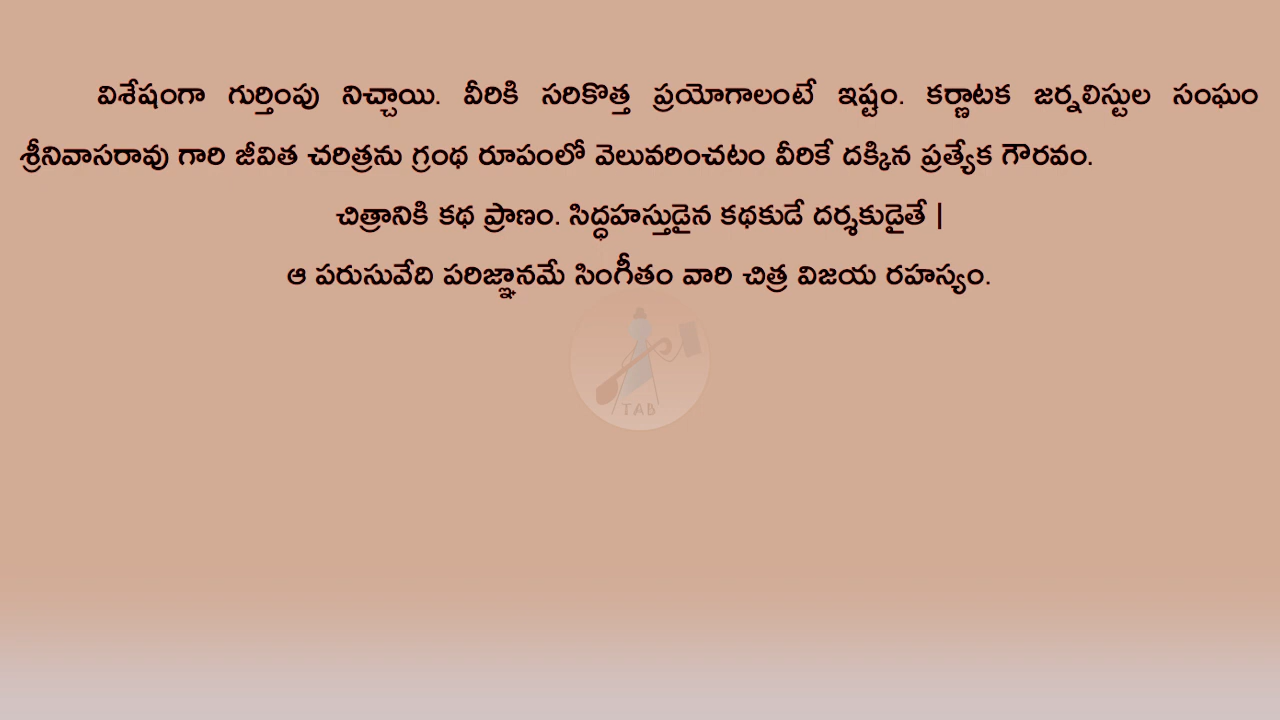 విశేషంగా గుర్తింపు నిచ్చాయి. వీరికి సరికొత్త ప్రయోగాలంటే ఇష్టం. కర్ణాటక జర్నలిస్టుల సంఘం
శ్రీనివాసరావు గారి జీవిత చరిత్రను గ్రంథ రూపంలో వెలువరించటం వీరికే దక్కిన ప్రత్యేక గౌరవం.
చిత్రానికి కథ ప్రాణం. సిద్ధహస్తుడైన కథకుడే దర్శకుడైతే |
ఆ పరుసువేది పరిజ్ఞానమే సింగీతం వారి చిత్ర విజయ రహస్యం.
TAB